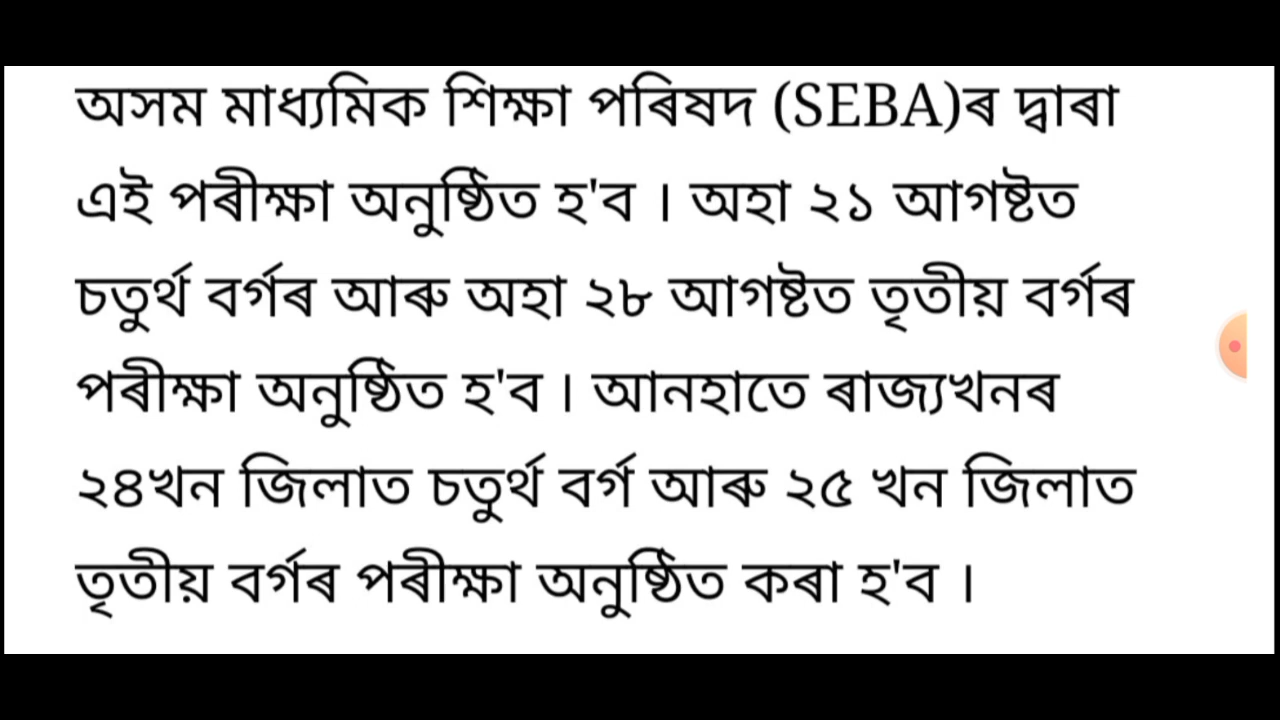 অসম মাধ্যমিক শিক্ষা পৰিষদ (SEBA)ৰ দ্বাৰা
এই পৰীক্ষা অনুষ্ঠিত হ'ব । অহা ২১ আগষ্টত
চতুৰ্থ বৰ্গৰ আৰু অহা ২৮ আগষ্টত তৃতীয় বৰ্গৰ
পৰীক্ষা অনুষ্ঠিত হ'ব । আনহাতে ৰাজ্যখনৰ
২৪খন জিলাত চতুৰ্থ বৰ্গ আৰু ২৫ খন জিলাত
তৃতীয় বৰ্গৰ পৰীক্ষা অনুষ্ঠিত কৰা হ'ব ।